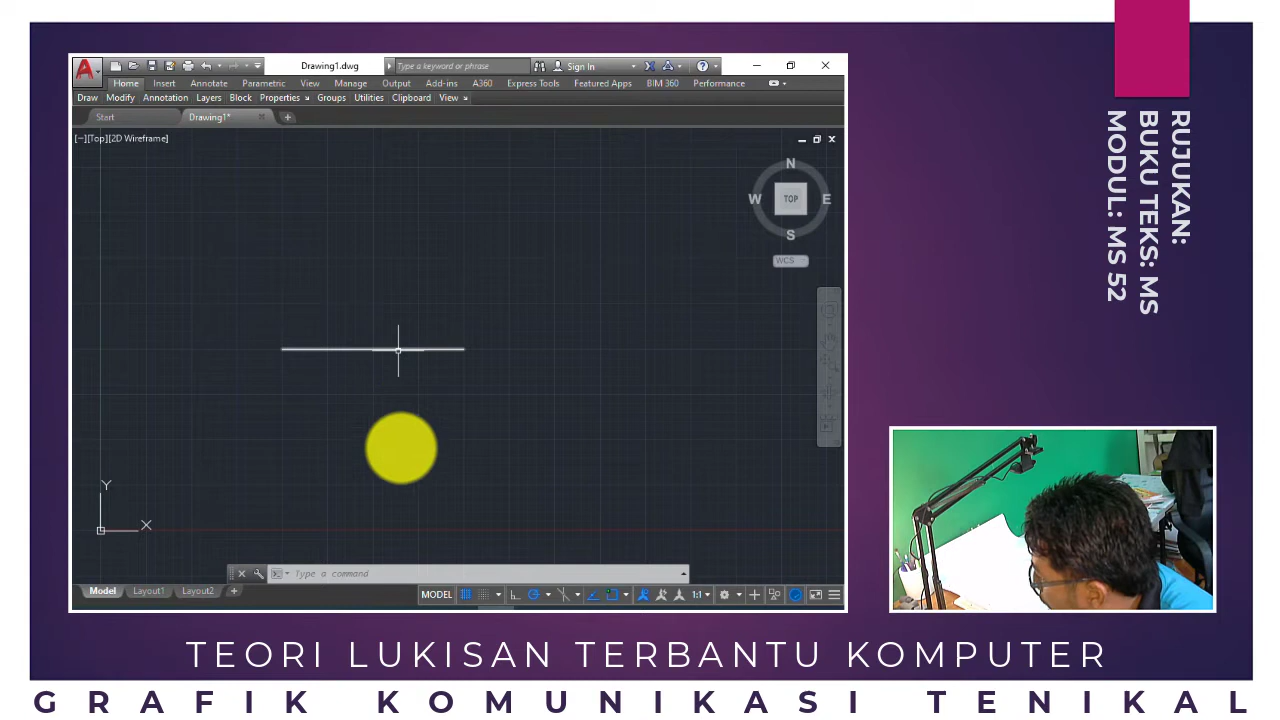 Drawing1.dwg
Type a keyword or phrase
Sign In
Home Insert Annotate Parametric View Manage Output Add-ins A360 Express Tools Featured Apps BIM 360 Performance
Draw Modify Annotation Layers Block Properties Groups Utilities Clipboard View
Start Drawing1*
[−][Top][2D Wireframe]
N
W TOP E
S
WCS
Y
X
Type a command
Model Layout1 Layout2
MODEL 1:1
RUJUKAN:
BUKU TEKS: MS
MODUL: MS 52
TEORI LUKISAN TERBANTU KOMPUTER
GRAFIK KOMUNIKASI TENIKAL